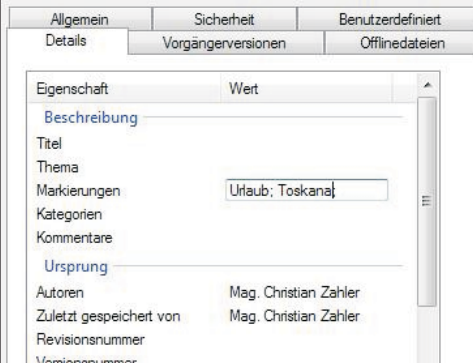 Allgemein Sicherheit Benutzerdefiniert
Details Vorgängerversionen Offlinedateien
Eigenschaft Wert
Beschreibung
Titel
Thema
Markierungen Urlaub; Toskana;
Kategorien
Kommentare
Ursprung
Autoren Mag. Christian Zahler
Zuletzt gespeichert von Mag. Christian Zahler
Revisionsnummer
Versionsnummer